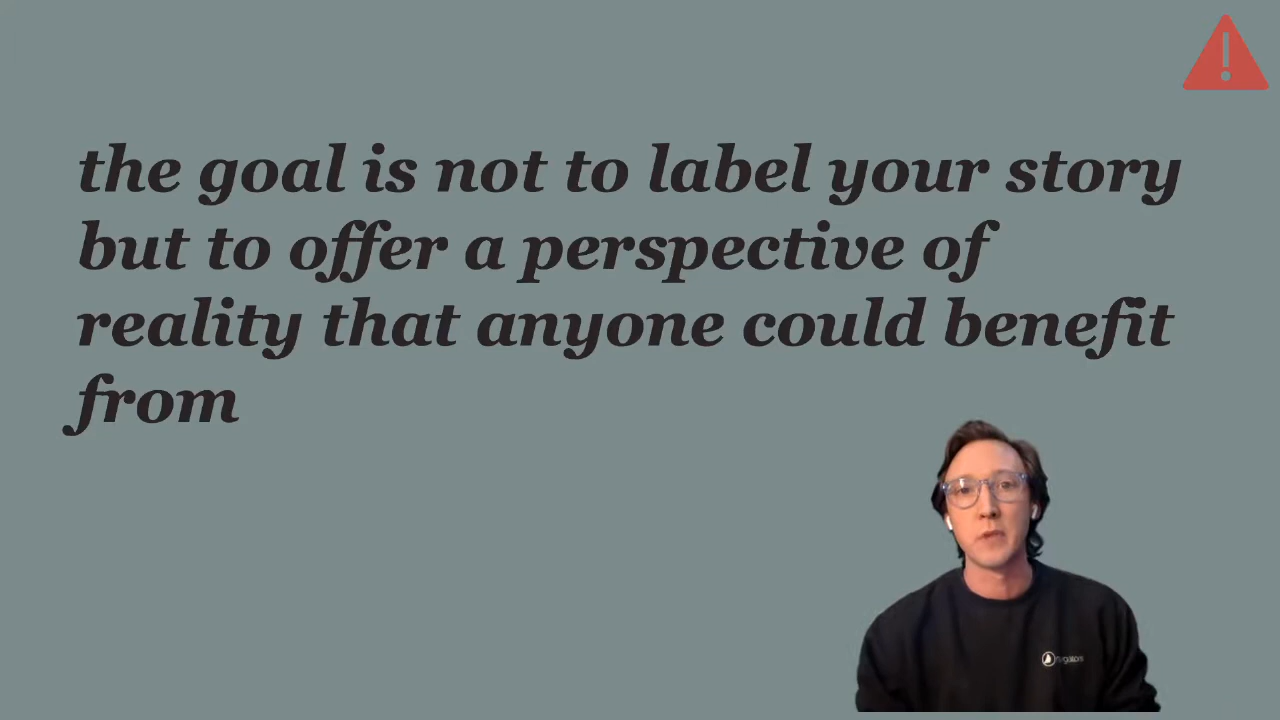 the goal is not to label your story
but to offer a perspective of
reality that anyone could benefit
from